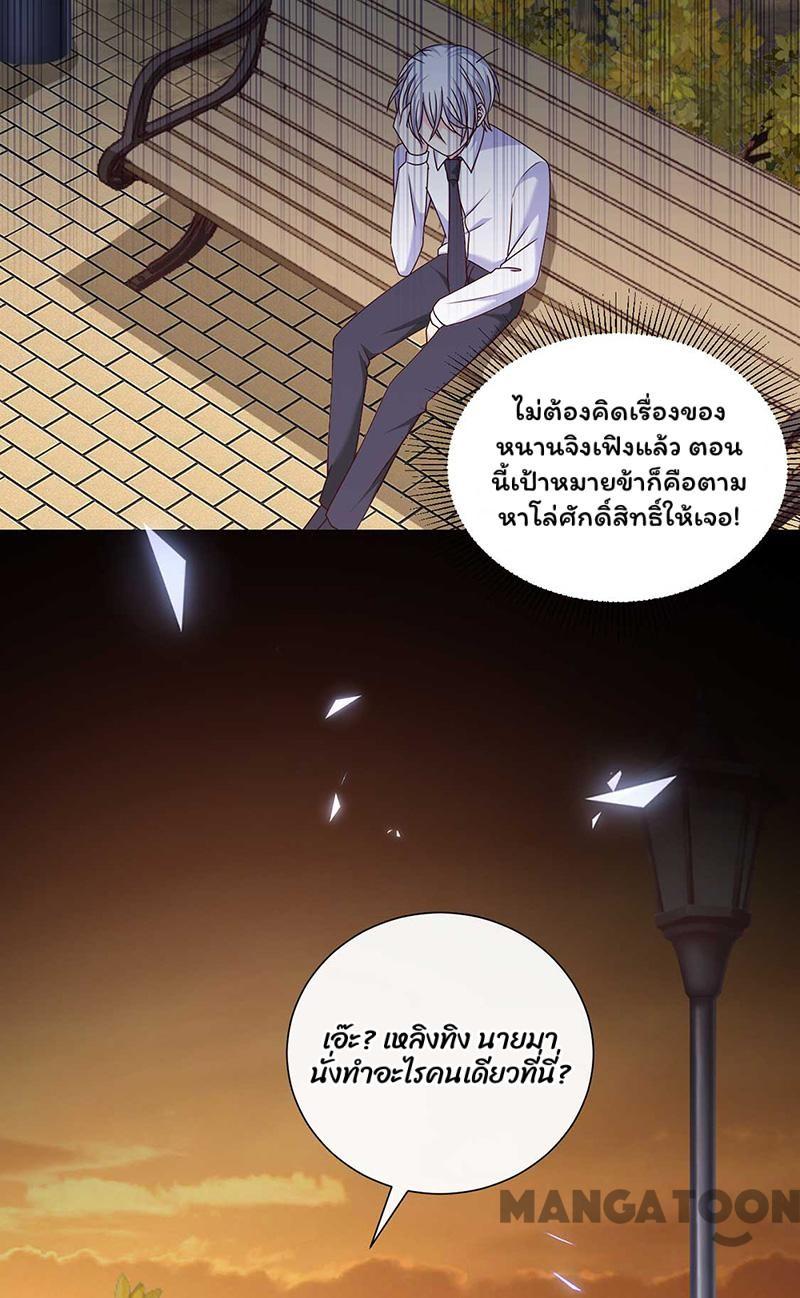 ไม่ต้องคิดเรื่องของ
หนานจิงเฟิงแล้ว ตอน
นี้เป้าหมายข้าก็คือตาม
หาโล่ศักดิ์สิทธิ์ให้เจอ!
เอ๊ะ? เหลิงทิง นายมา
นั่งทำอะไรคนเดียวที่นี่?
MANGATOON